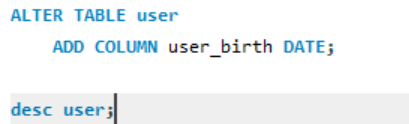 ALTER TABLE user
ADD COLUMN user_birth DATE;
desc user;